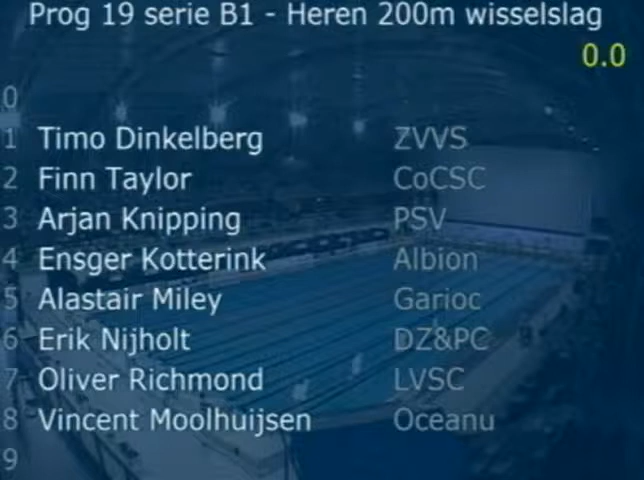 Prog 19 serie B1 - Heren 200m wisselslag
0.0
0
1 Timo Dinkelberg ZVVS
2 Finn Taylor CoCSC
3 Arjan Knipping PSV
4 Ensger Kotterink Albion
5 Alastair Miley Garioc
6 Erik Nijholt DZ&PC
7 Oliver Richmond LVSC
8 Vincent Moolhuijsen Oceanu
9